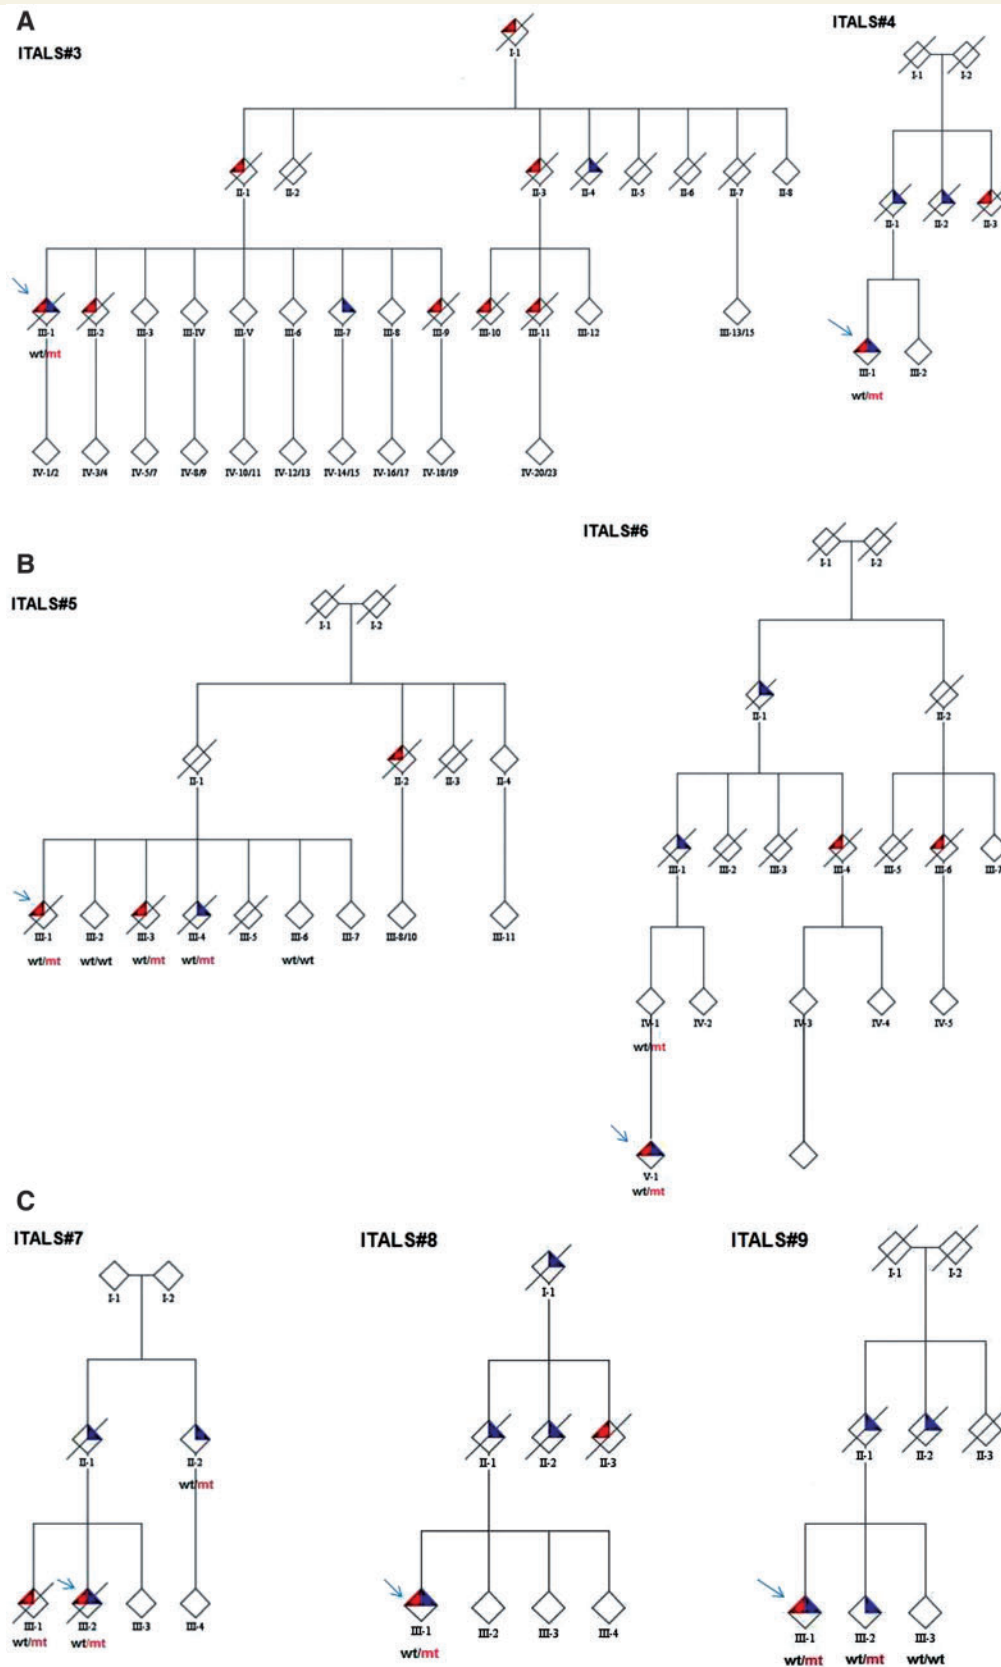 A
ITALS#3
I-1
II-1 II-2 II-3 II-4 II-5 II-6 II-7 II-8
III-1 III-2 III-3 III-IV III-V III-6 III-7 III-8 III-9 III-10 III-11 III-12 III-13/15
wt/mt
IV-1/2 IV-3/4 IV-5/7 IV-8/9 IV-10/11 IV-12/13 IV-14/15 IV-16/17 IV-18/19 IV-20/23
ITALS#4
I-1 I-2
II-1 II-2 II-3
III-1 III-2
wt/mt
B
ITALS#5
I-1 I-2
II-1 II-2 II-3 II-4
III-1 III-2 III-3 III-4 III-5 III-6 III-7 III-8/10 III-11
wt/mt wt/wt wt/mt wt/mt wt/wt
ITALS#6
I-1 I-2
II-1 II-2
III-1 III-2 III-3 III-4 III-5 III-6 III-7
IV-1 IV-2 IV-3 IV-4 IV-5
wt/mt
V-1
wt/mt
C
ITALS#7
I-1 I-2
II-1 II-2
wt/mt
III-1 III-2 III-3 III-4
wt/mt wt/mt
ITALS#8
I-1
II-1 II-2 II-3
III-1 III-2 III-3 III-4
wt/mt
ITALS#9
I-1 I-2
II-1 II-2 II-3
III-1 III-2 III-3
wt/mt wt/mt wt/wt